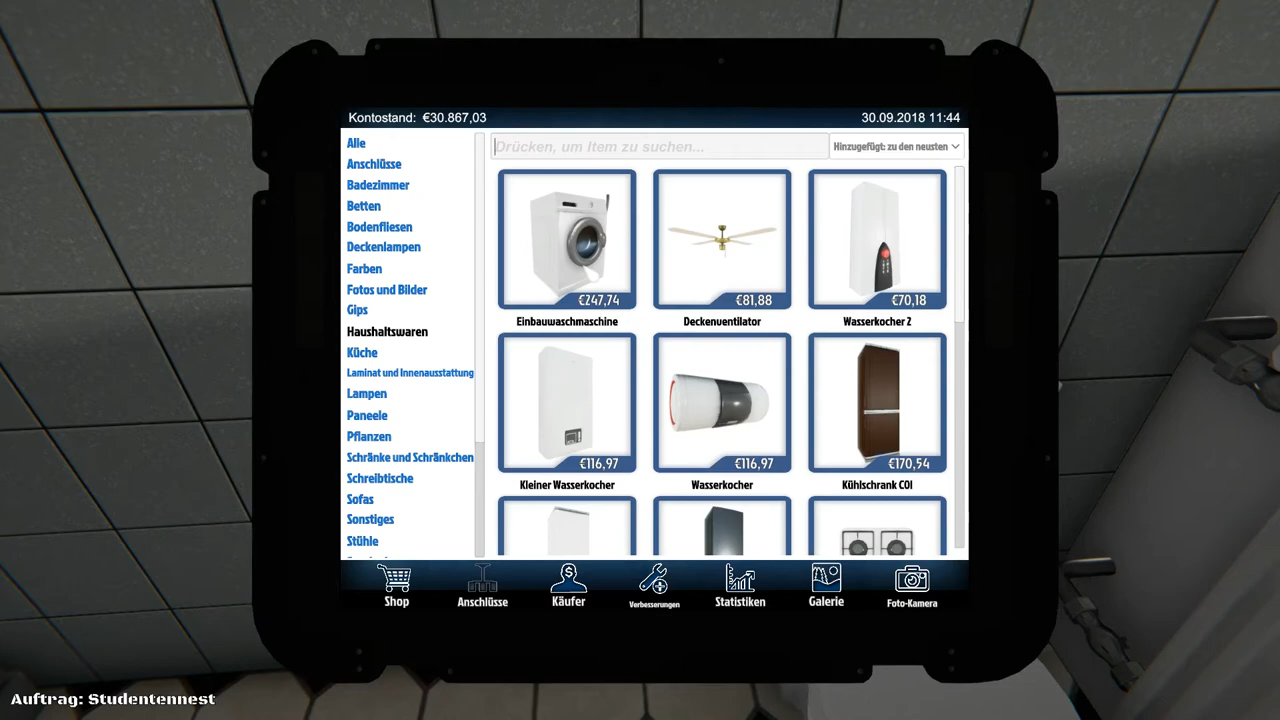 Kontostand: €30.867,03
30.09.2018 11:44
Alle
Anschlüsse
Badezimmer
Betten
Bodenfliesen
Deckenlampen
Farben
Fotos und Bilder
Gips
Haushaltswaren
Küche
Laminat und Innenausstattung
Lampen
Paneele
Pflanzen
Schränke und Schränkchen
Schreibtische
Sofas
Sonstiges
Stühle
Drücken, um Item zu suchen...
Hinzugefügt: zu den neusten
€247,74
€81,88
€70,18
Einbauwaschmaschine
Deckenventilator
Wasserkocher 2
€116,97
€116,97
€170,54
Kleiner Wasserkocher
Wasserkocher
Kühlschrank C01
Shop
Anschlüsse
Käufer
Verbesserungen
Statistiken
Galerie
Foto-Kamera
Auftrag: Studentennest